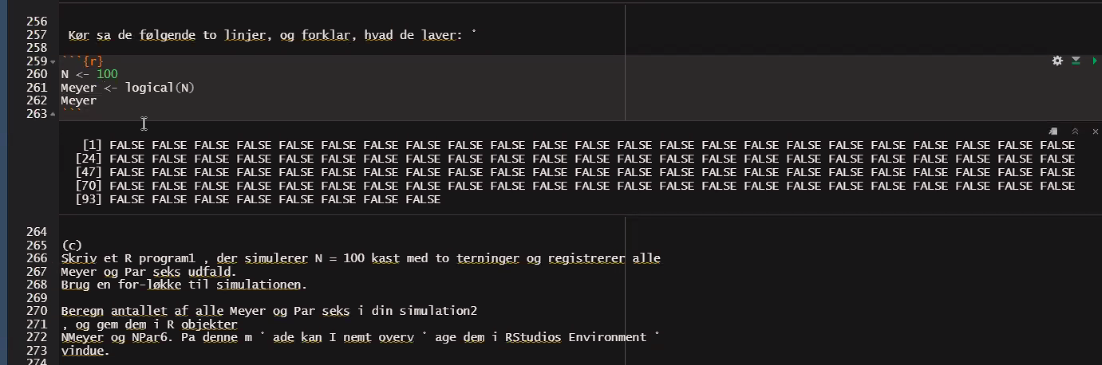 256
257 Kør sa de følgende to linjer, og forklar, hvad de laver: ˚
258
259 ```{r}
260 N <- 100
261 Meyer <- logical(N)
262 Meyer
263 ```
[1] FALSE FALSE FALSE FALSE FALSE FALSE FALSE FALSE FALSE FALSE FALSE FALSE FALSE FALSE FALSE FALSE FALSE FALSE FALSE FALSE FALSE FALSE FALSE
[24] FALSE FALSE FALSE FALSE FALSE FALSE FALSE FALSE FALSE FALSE FALSE FALSE FALSE FALSE FALSE FALSE FALSE FALSE FALSE FALSE FALSE FALSE FALSE
[47] FALSE FALSE FALSE FALSE FALSE FALSE FALSE FALSE FALSE FALSE FALSE FALSE FALSE FALSE FALSE FALSE FALSE FALSE FALSE FALSE FALSE FALSE FALSE
[70] FALSE FALSE FALSE FALSE FALSE FALSE FALSE FALSE FALSE FALSE FALSE FALSE FALSE FALSE FALSE FALSE FALSE FALSE FALSE FALSE FALSE FALSE FALSE
[93] FALSE FALSE FALSE FALSE FALSE FALSE FALSE FALSE
264
265 (c)
266 Skriv et R program1 , der simulerer N = 100 kast med to terninger og registrerer alle
267 Meyer og Par seks udfald.
268 Brug en for-løkke til simulationen.
269
270 Beregn antallet af alle Meyer og Par seks i din simulation2
271 , og gem dem i R objekter
272 NMeyer og NPar6. Pa denne m ˚ ade kan I nemt overv ˚ age dem i RStudios Environment ˚
273 vindue.
274